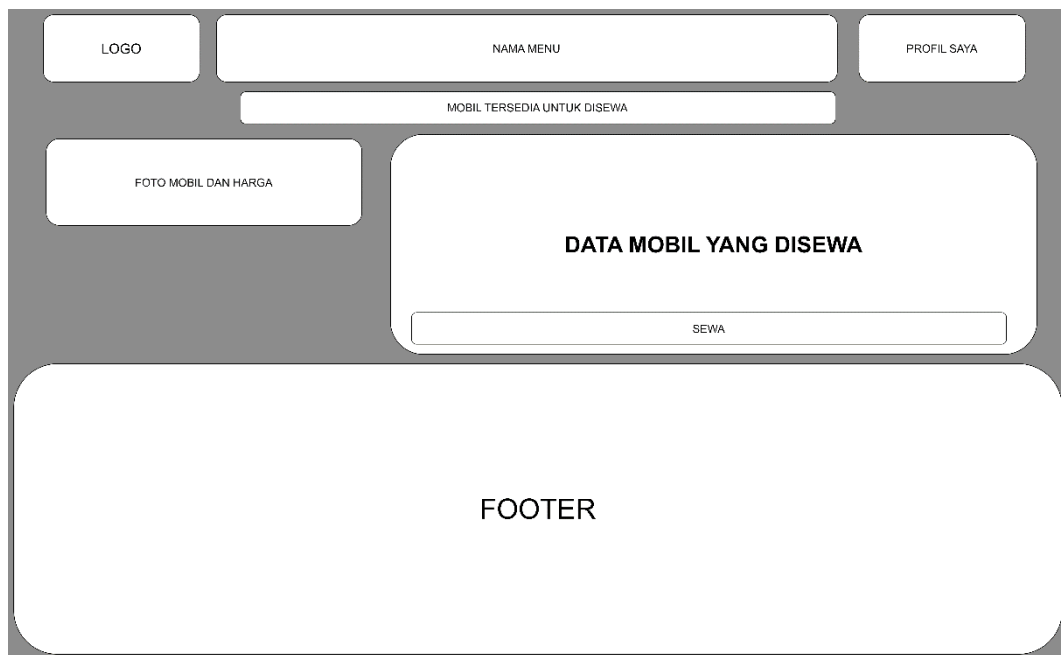 LOGO
NAMA MENU
PROFIL SAYA
MOBIL TERSEDIA UNTUK DISEWA
FOTO MOBIL DAN HARGA
DATA MOBIL YANG DISEWA
SEWA
FOOTER